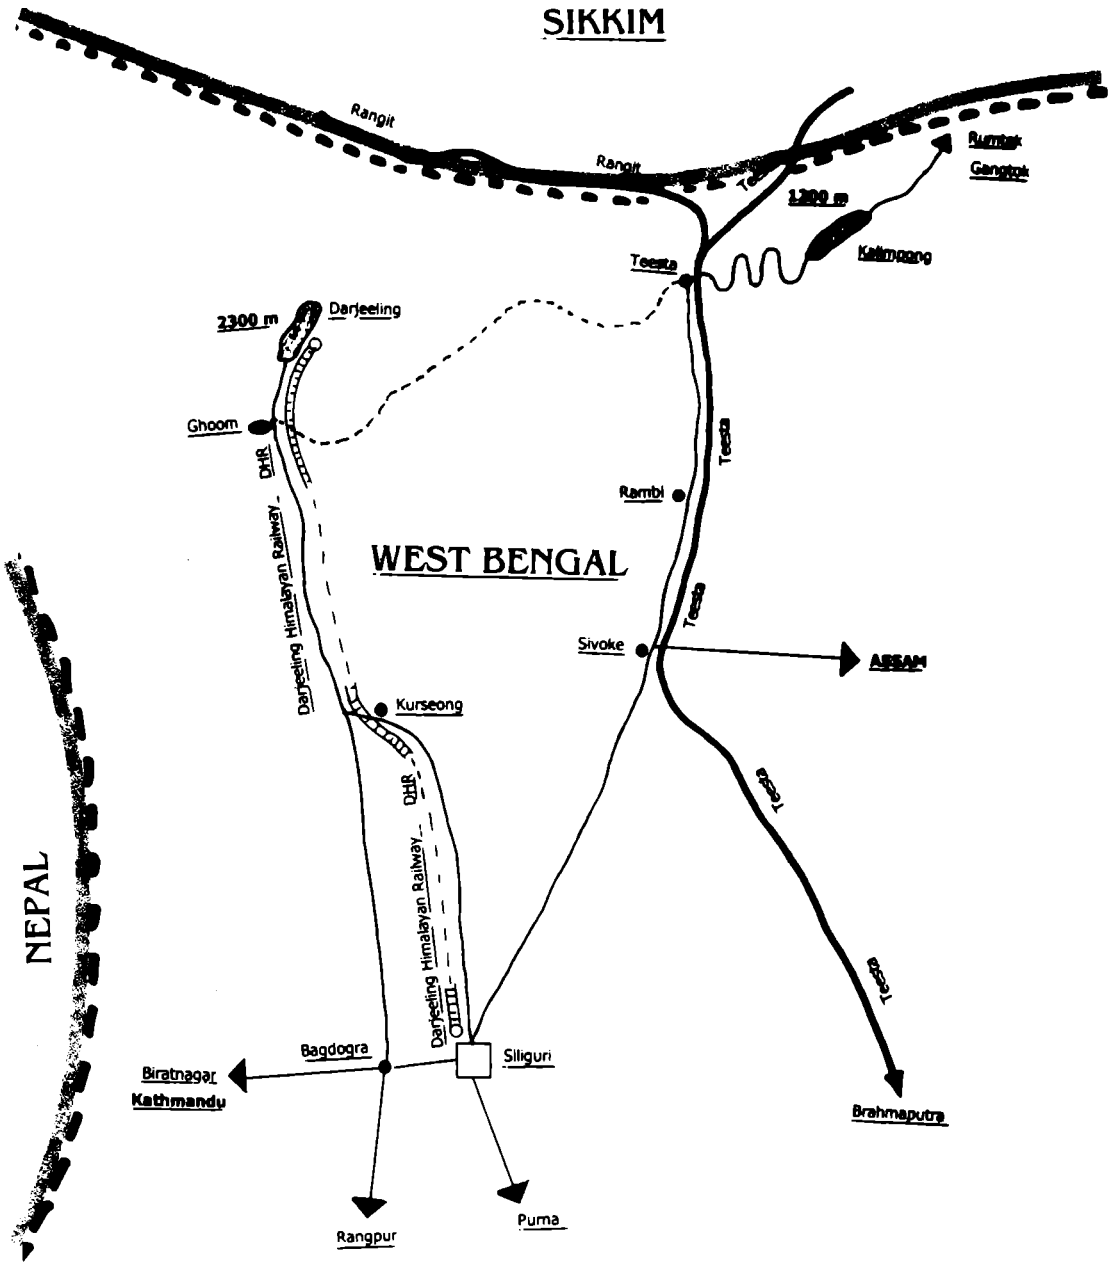 SIKKIM
Rangit
Rangit
Rumtek
Gangtok
1200 m
Kalimpong
Teesta
2300 m
Darjeeling
Ghoom
DHR
Teesta
Rambi
Darjeeling Himalayan Railway
WEST BENGAL
Teesta
Sivoke
ASSAM
Kurseong
DHR
Teesta
Darjeeling Himalayan Railway
NEPAL
Teesta
Bagdogra
Siliguri
Biratnagar
Kathmandu
Brahmaputra
Rangpur